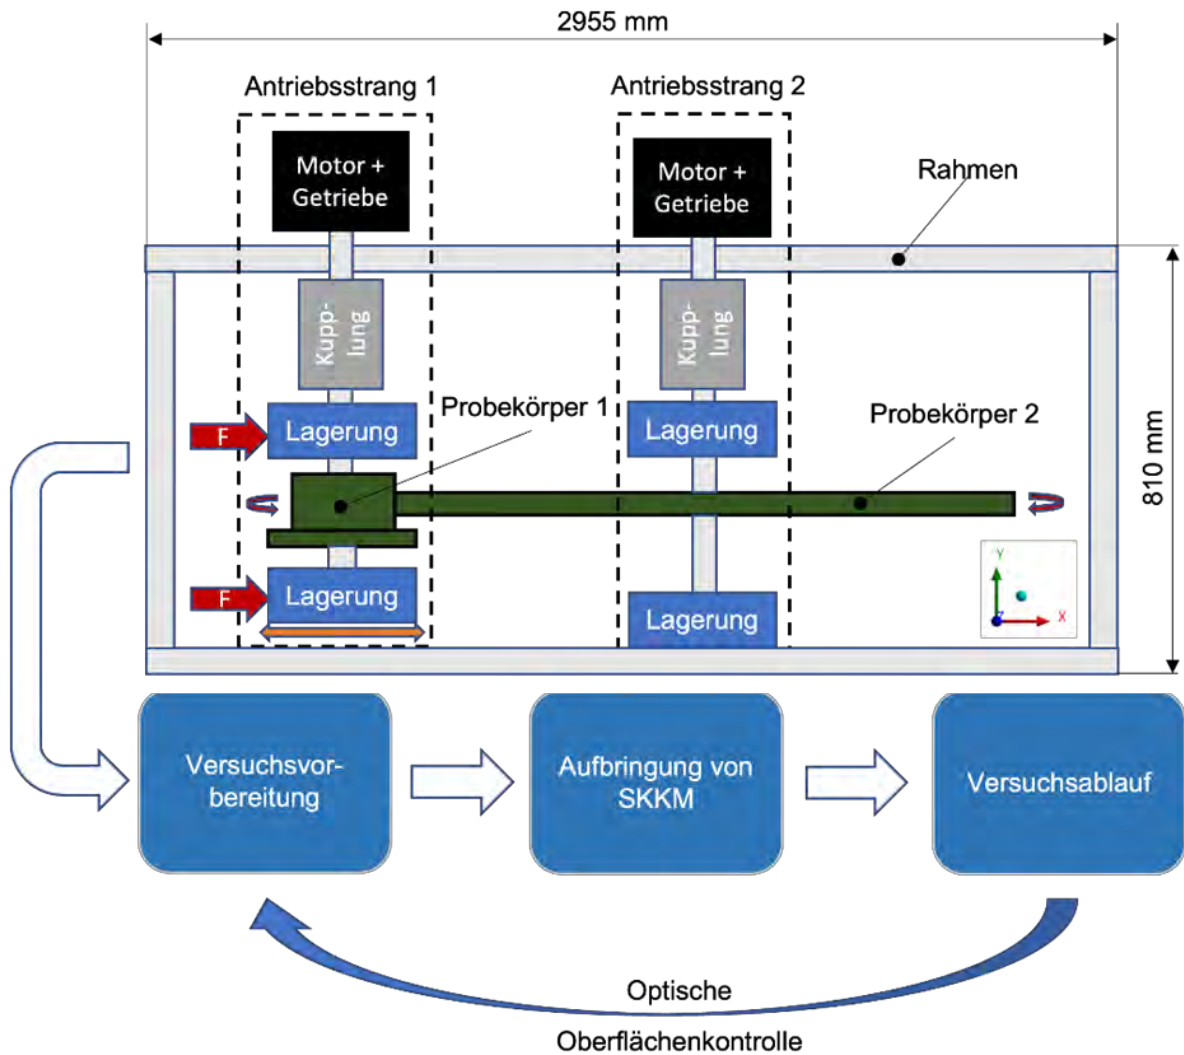 2955 mm
Antriebsstrang 1
Antriebsstrang 2
Motor +
Getriebe
Motor +
Getriebe
Rahmen
Kupp-
lung
Kupp-
lung
Probekörper 1
Probekörper 2
F
Lagerung
Lagerung
810 mm
F
Lagerung
Lagerung
Y
Z
X
Versuchsvor-
bereitung
Aufbringung von
SKKM
Versuchsablauf
Optische
Oberflächenkontrolle